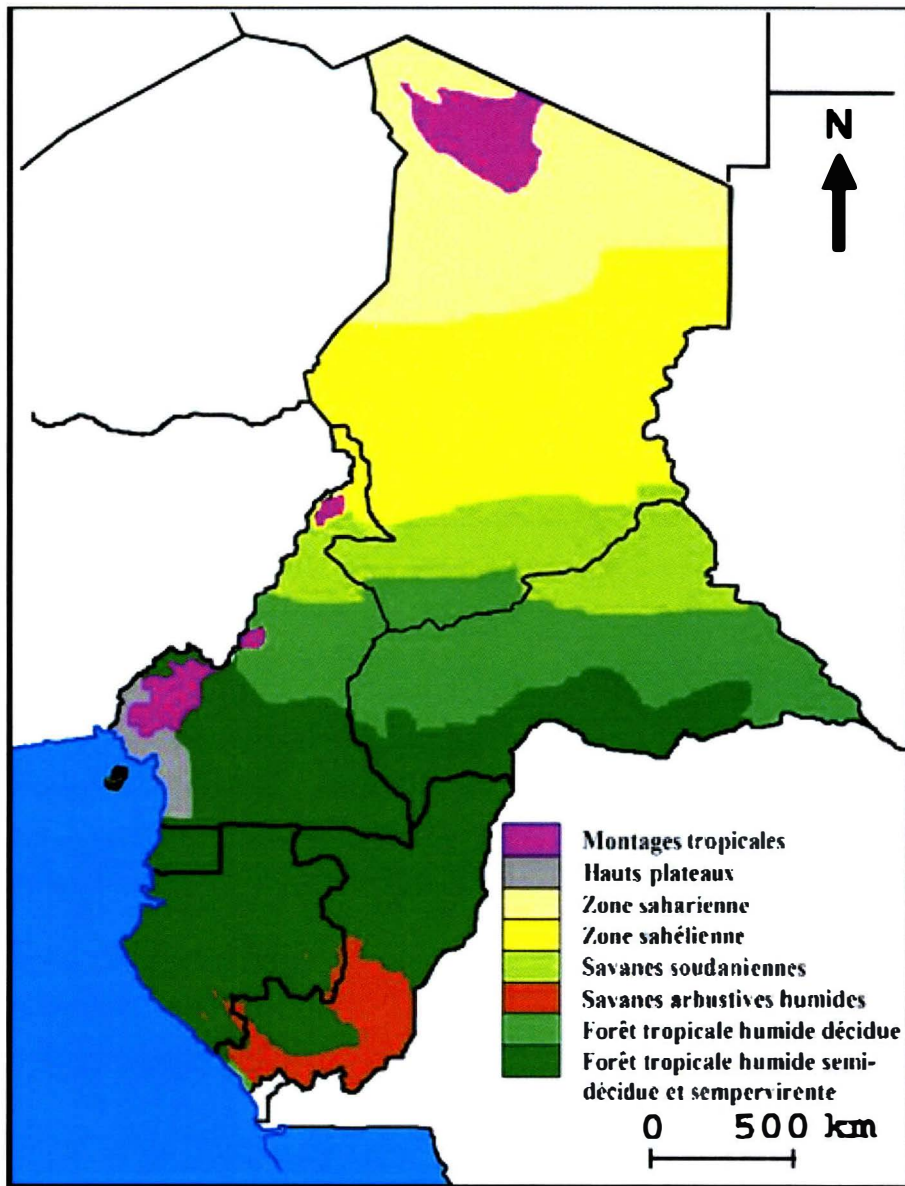 N
Montages tropicales
Hauts plateaux
Zone saharienne
Zone sahélienne
Savanes soudaniennes
Savanes arbustives humides
Forêt tropicale humide décidue
Forêt tropicale humide semi-
décidue et sempervirente
0 500 km